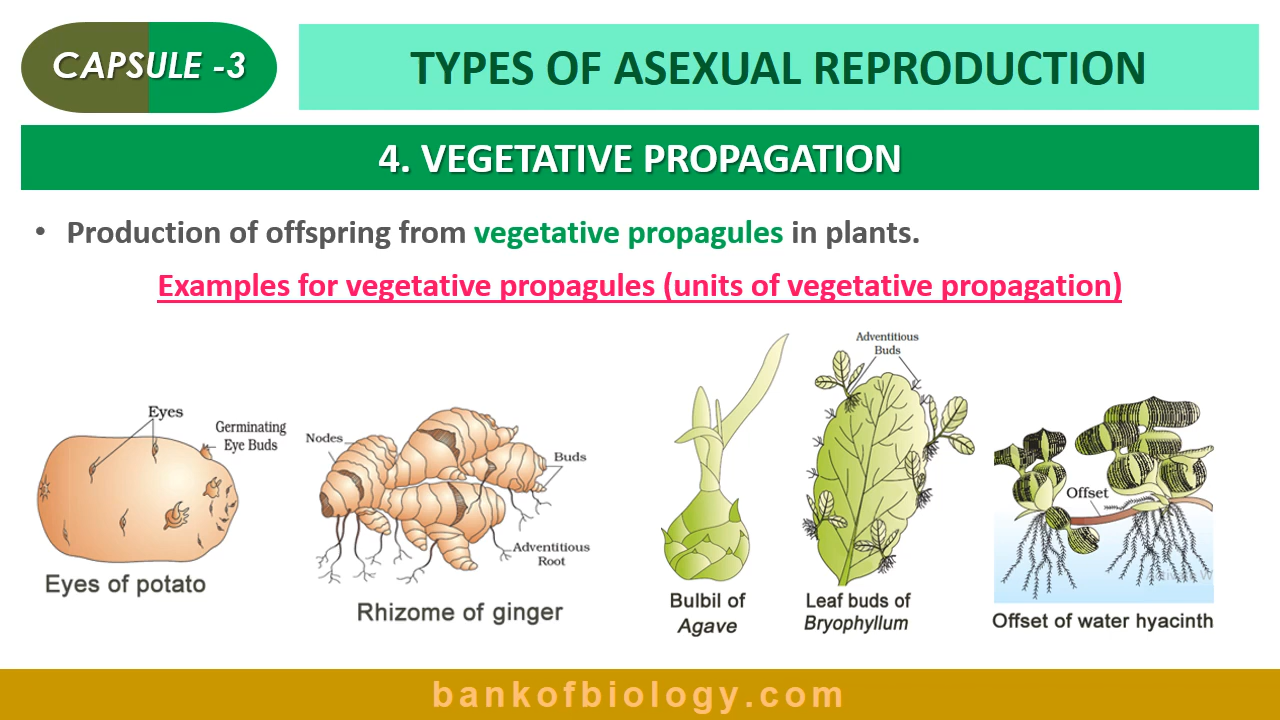 CAPSULE -3
TYPES OF ASEXUAL REPRODUCTION
4. VEGETATIVE PROPAGATION
• Production of offspring from vegetative propagules in plants.
Examples for vegetative propagules (units of vegetative propagation)
Eyes
Germinating
Eye Buds
Eyes of potato
Nodes
Buds
Adventitious
Root
Rhizome of ginger
Bulbil of
Agave
Adventitious
Buds
Leaf buds of
Bryophyllum
Offset
Offset of water hyacinth
bankofbiology.com